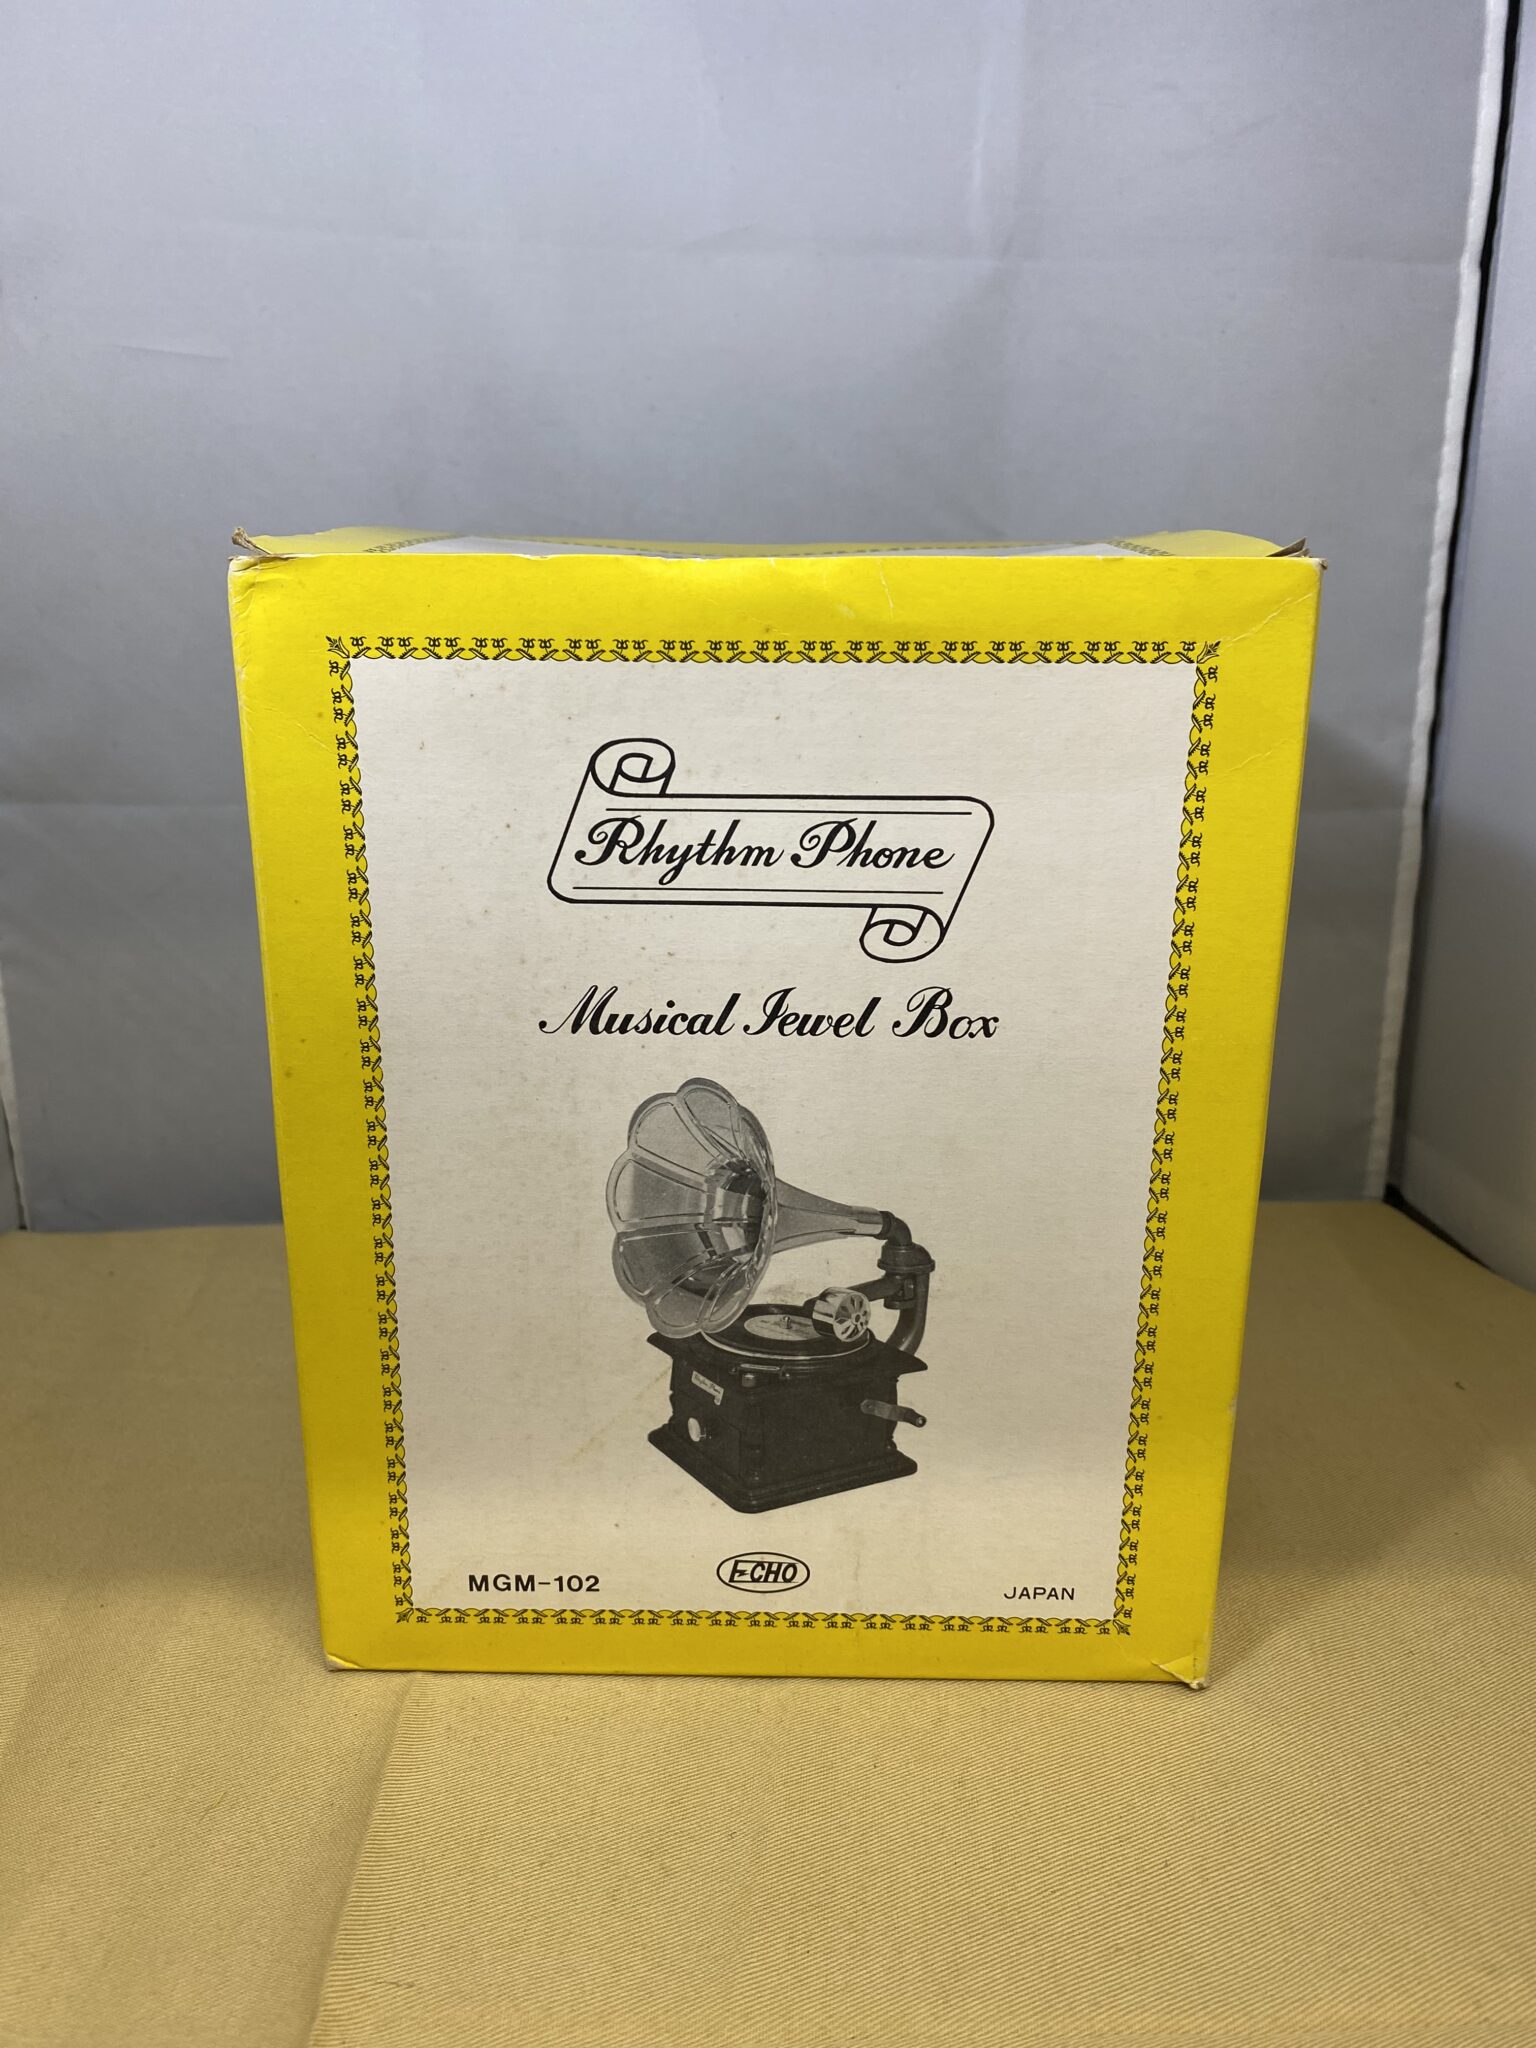 Rhythm Phone
Musical Jewel Box
MGM-102
ECHO
JAPAN